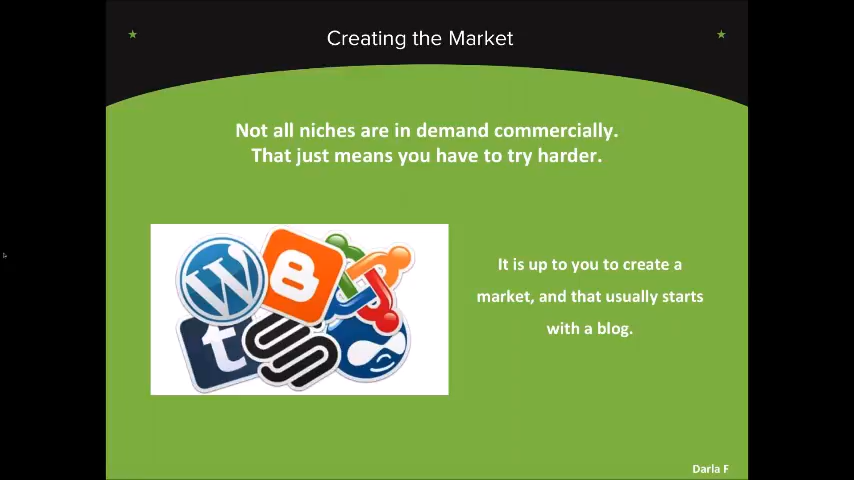 Creating the Market
Not all niches are in demand commercially.
That just means you have to try harder.
It is up to you to create a
market, and that usually starts
with a blog.
Darla F